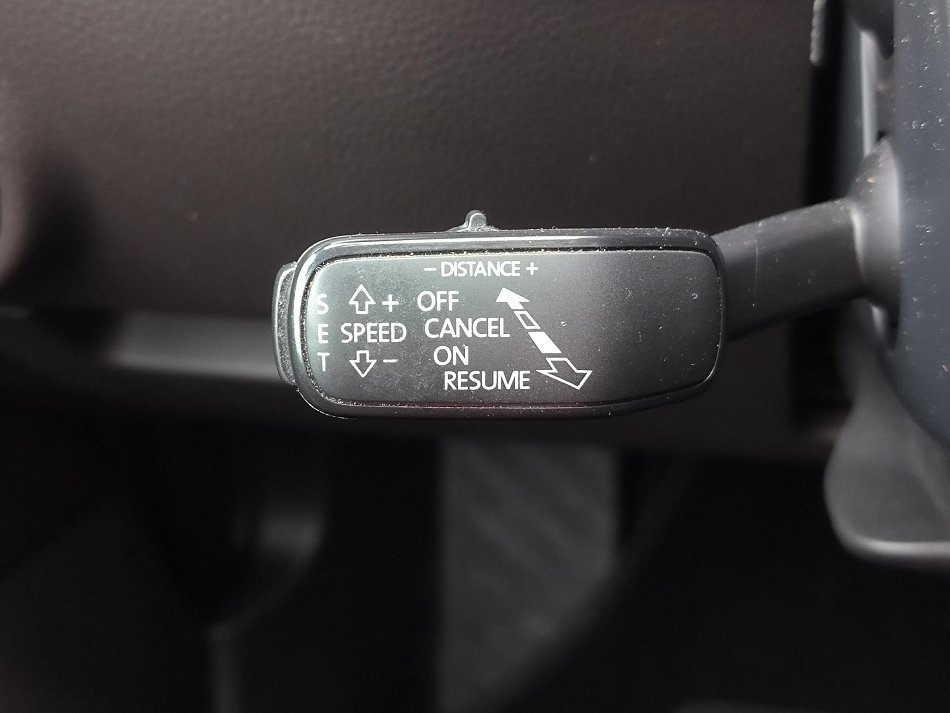 - DISTANCE +
S + OFF
E SPEED CANCEL
T - ON
RESUME